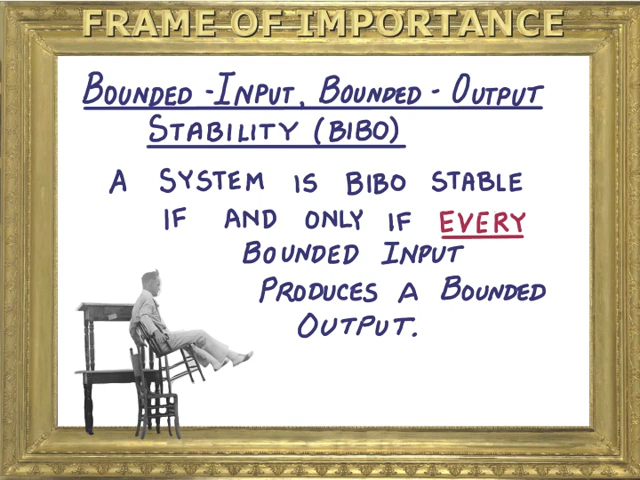 FRAME OF IMPORTANCE
BOUNDED-INPUT, BOUNDED-OUTPUT
STABILITY (BIBO)
A SYSTEM IS BIBO STABLE
IF AND ONLY IF EVERY
BOUNDED INPUT
PRODUCES A BOUNDED
OUTPUT.